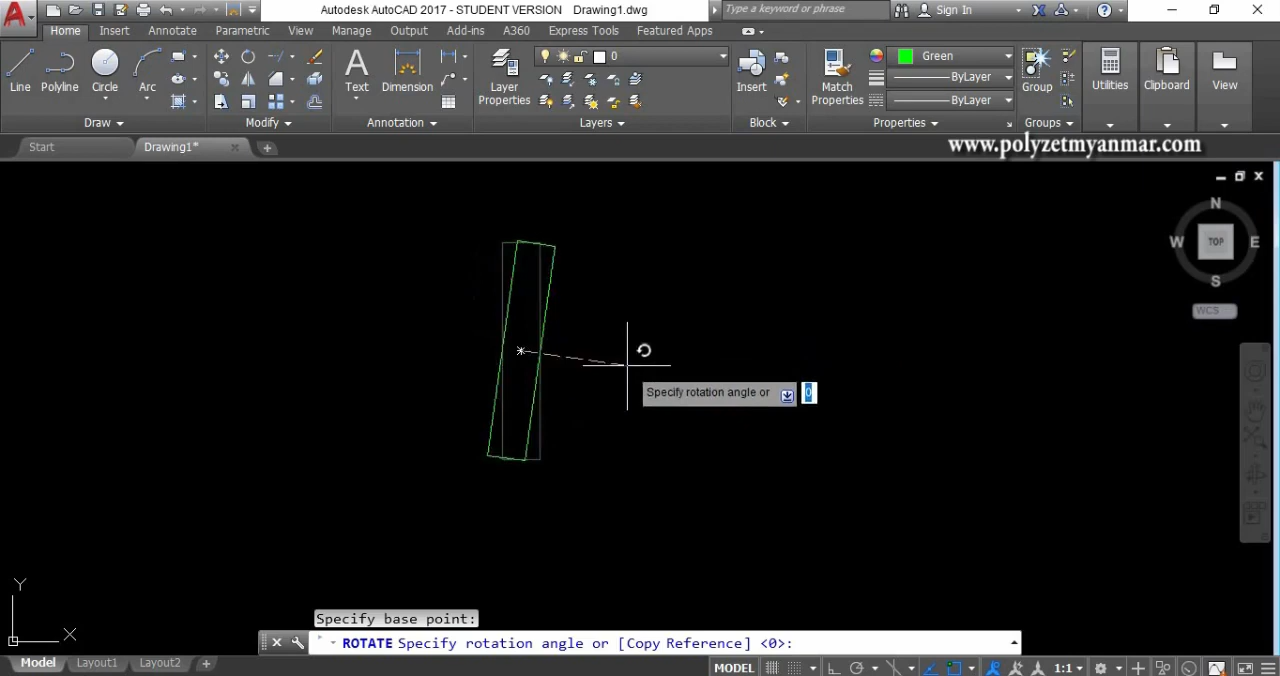 Autodesk AutoCAD 2017 - STUDENT VERSION Drawing1.dwg
Type a keyword or phrase
Sign In
Home Insert Annotate Parametric View Manage Output Add-ins A360 Express Tools Featured Apps
Line Polyline Circle Arc
Text Dimension
Layer Properties
0
Insert
Match Properties
Green
ByLayer
ByLayer
Group
Utilities
Clipboard
View
Draw Modify Annotation Layers Block Properties Groups
Start Drawing1*
www.polyzetmyanmar.com
N
W TOP E
S
WCS
Specify rotation angle or 0
Y
X
Specify base point:
ROTATE Specify rotation angle or [Copy Reference] <0>:
Model Layout1 Layout2
MODEL 1:1